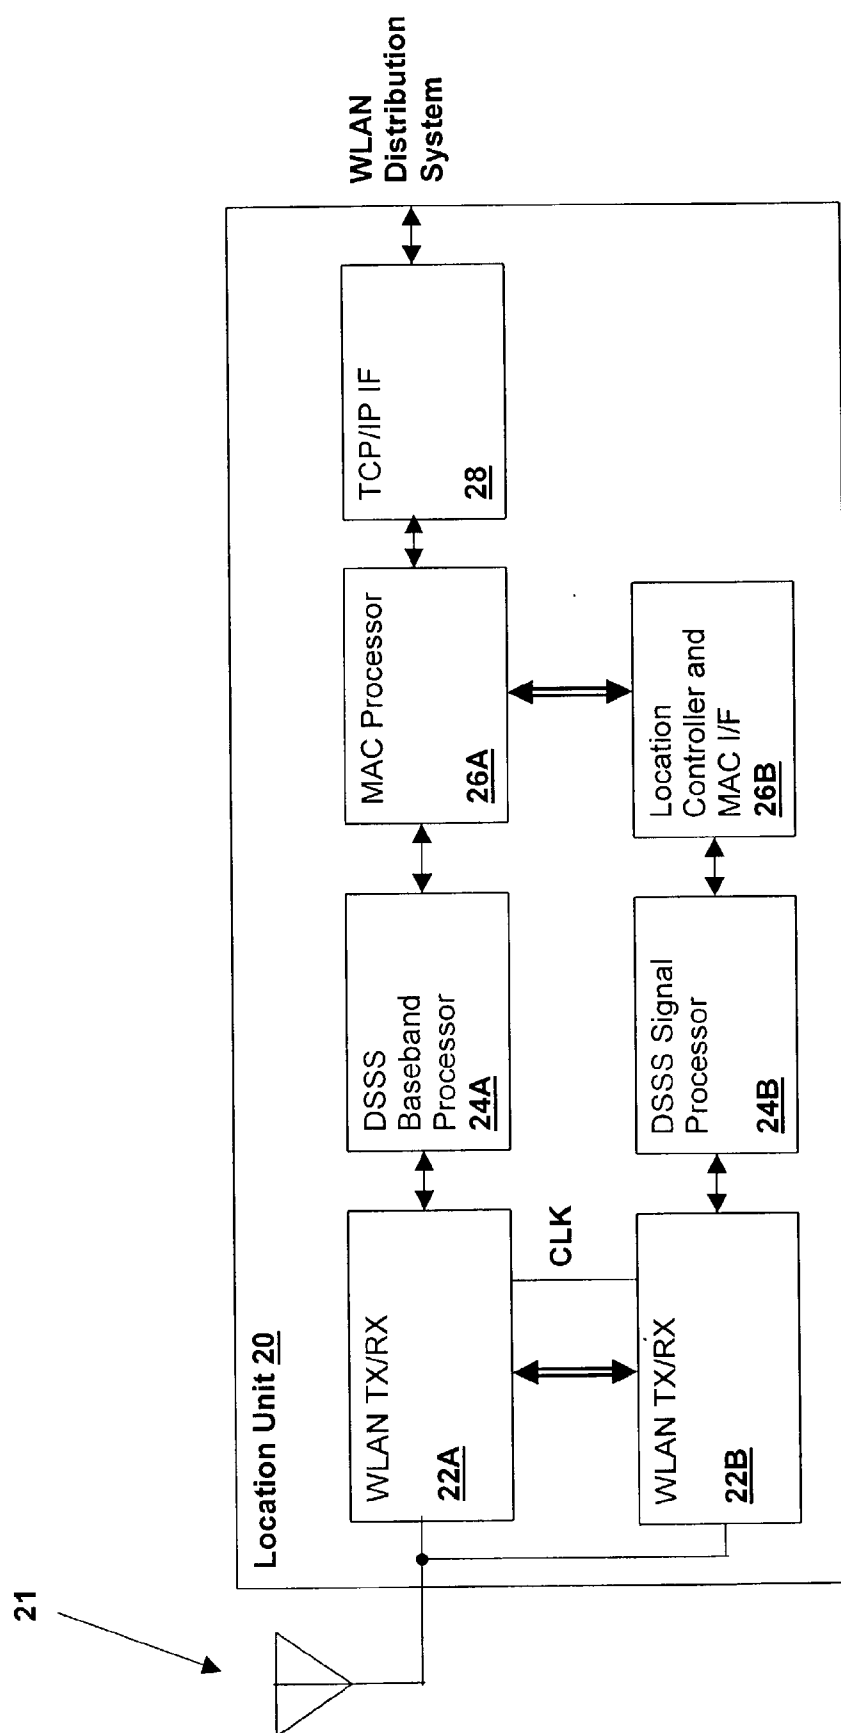 21
Location Unit 20
WLAN TX/RX
22A
DSSS
Baseband
Processor
24A
MAC Processor
26A
TCP/IP IF
28
WLAN
Distribution
System
CLK
WLAN TX/RX
22B
DSSS Signal
Processor
24B
Location
Controller and
MAC I/F
26B